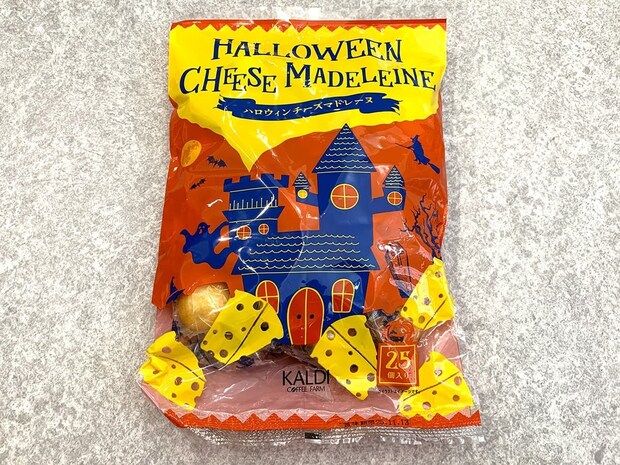 HALLOWEEN
CHEESE MADELEINE
ハロウィンチーズマドレーヌ
KALDI
COFFEE FARM
25
個入り